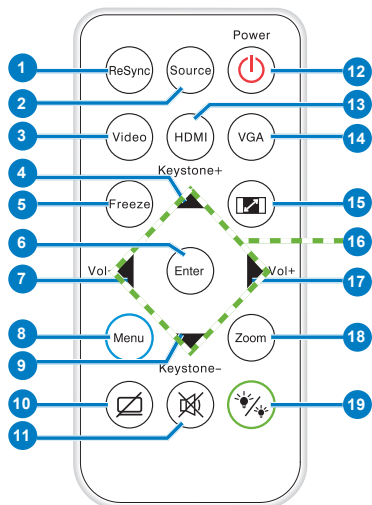 Power
1 ReSync Source 12
2 13
3 Video HDMI VGA 14
4 Keystone+
5 Freeze 15
6 16
7 Vol- Enter Vol+ 17
8 Menu Zoom 18
9 Keystone-
10 19
11